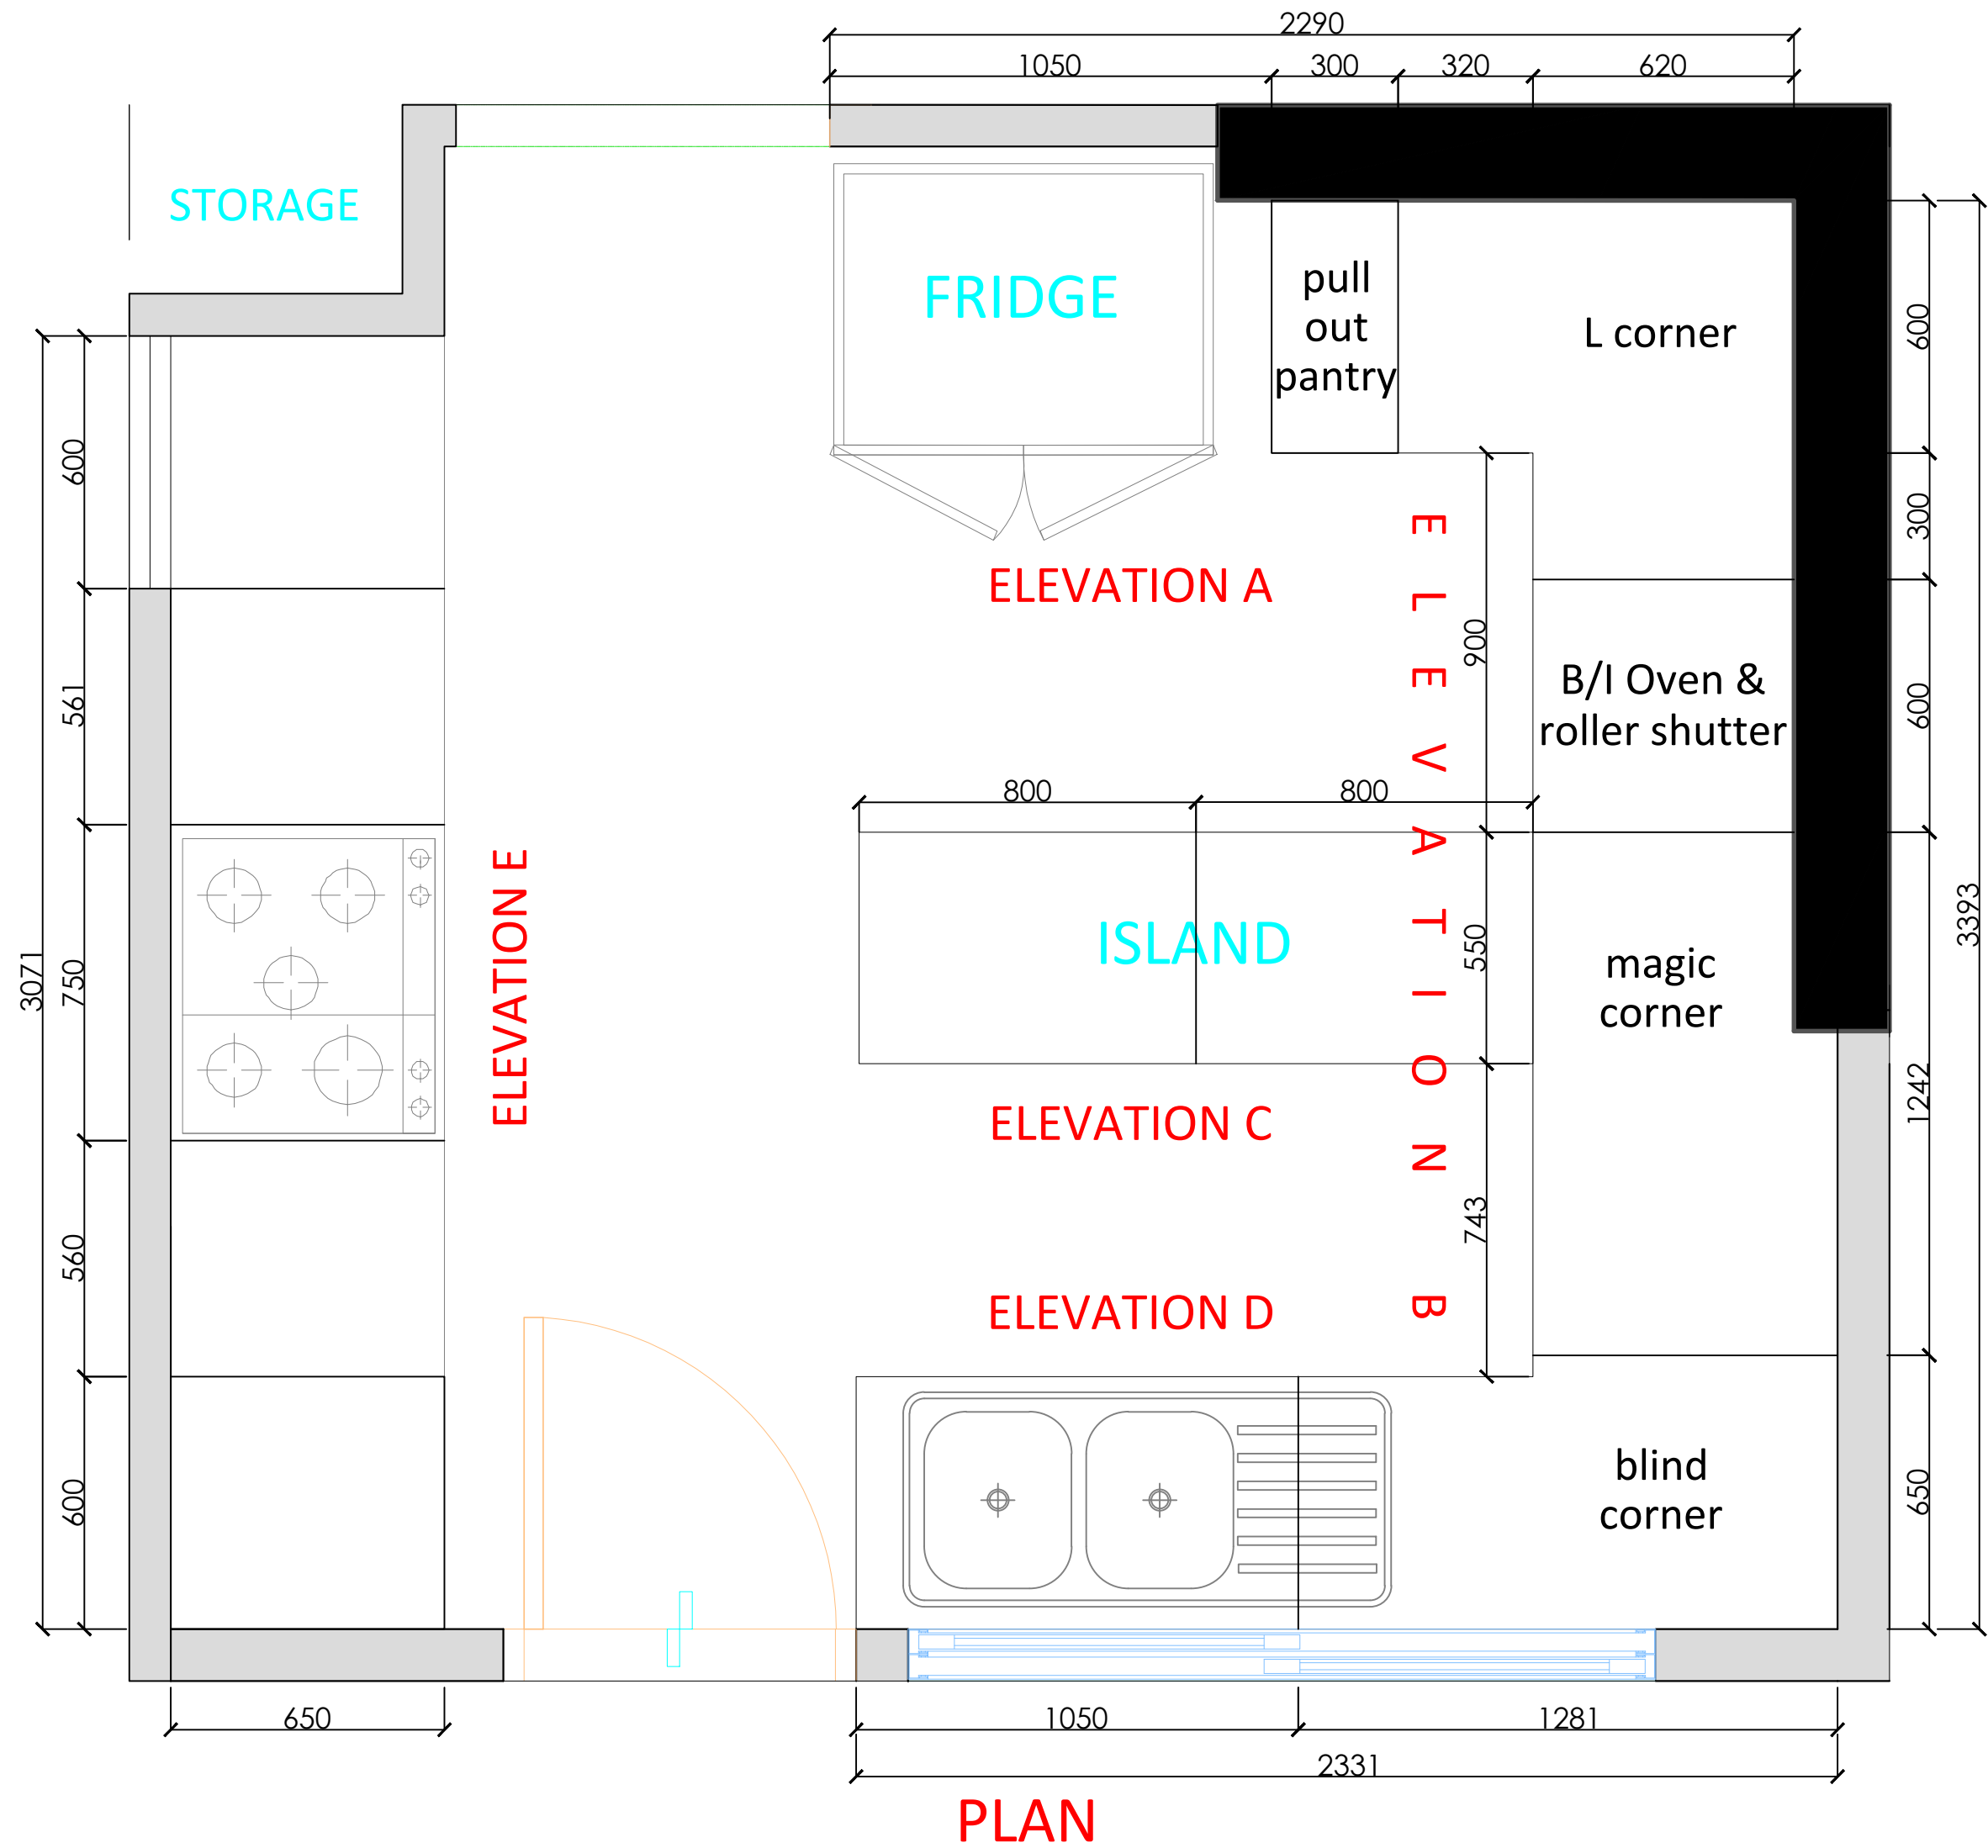 2290
1050 300 320 620
STORAGE
FRIDGE
pull
out
pantry
L corner
600
300
600
1242
650
3393
600
561
750
560
600
3071
ELEVATION A
ELEVATION B
900
550
743
B/I Oven &
roller shutter
800 800
ELEVATION E
ISLAND
magic
corner
ELEVATION C
ELEVATION D
blind
corner
650 1050 1281
2331
PLAN